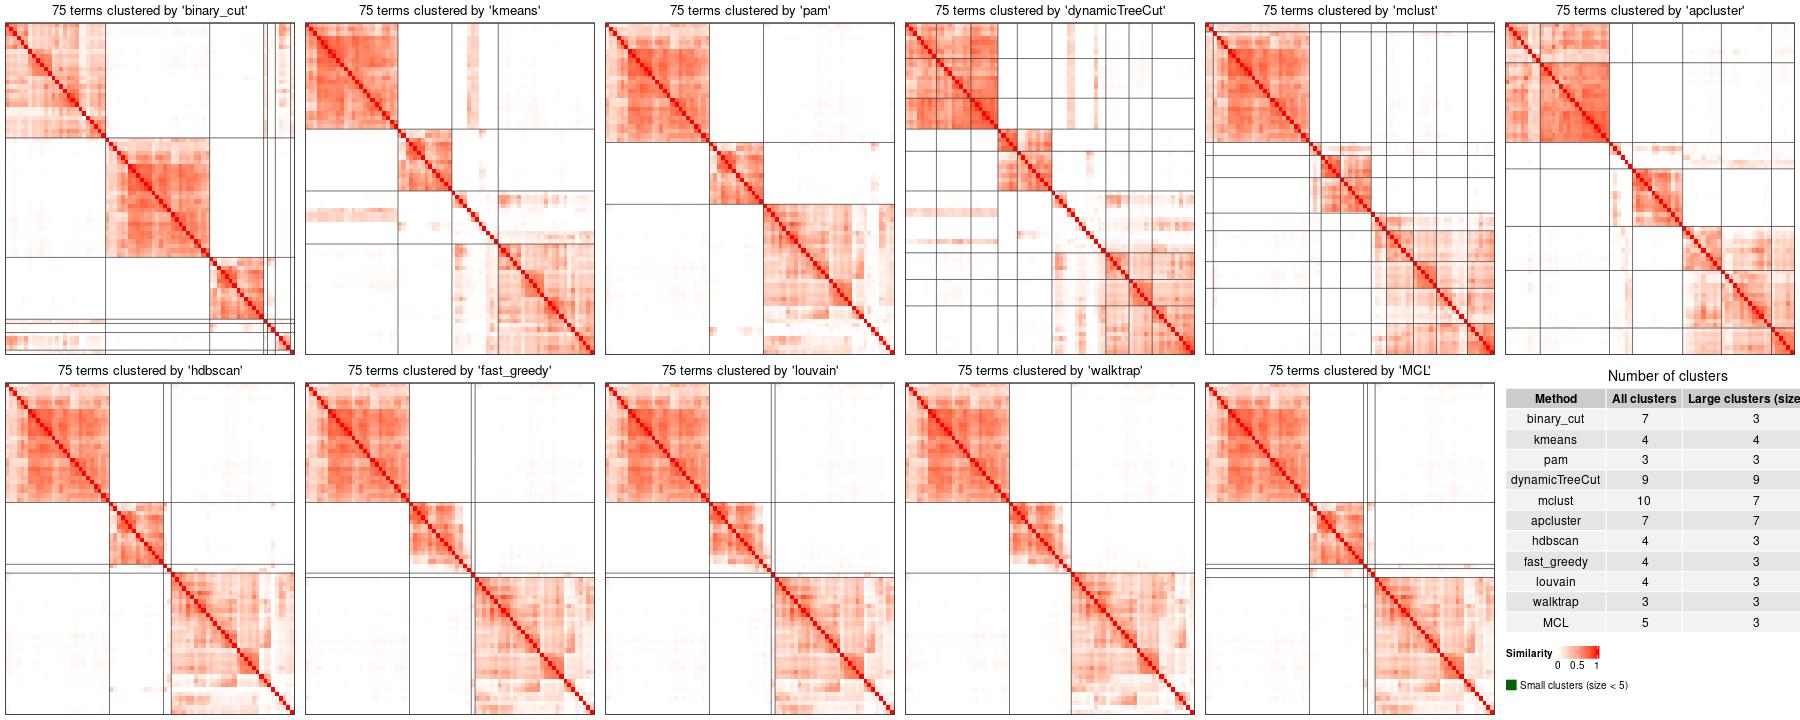 75 terms clustered by 'binary_cut'
75 terms clustered by 'kmeans'
75 terms clustered by 'pam'
75 terms clustered by 'dynamicTreeCut'
75 terms clustered by 'mclust'
75 terms clustered by 'apcluster'
75 terms clustered by 'hdbscan'
75 terms clustered by 'fast_greedy'
75 terms clustered by 'louvain'
75 terms clustered by 'walktrap'
75 terms clustered by 'MCL'
Number of clusters
Method All clusters Large clusters (size
binary_cut 7 3
kmeans 4 4
pam 3 3
dynamicTreeCut 9 9
mclust 10 7
apcluster 7 7
hdbscan 4 3
fast_greedy 4 3
louvain 4 3
walktrap 3 3
MCL 5 3
Similarity
0 0.5 1
Small clusters (size < 5)